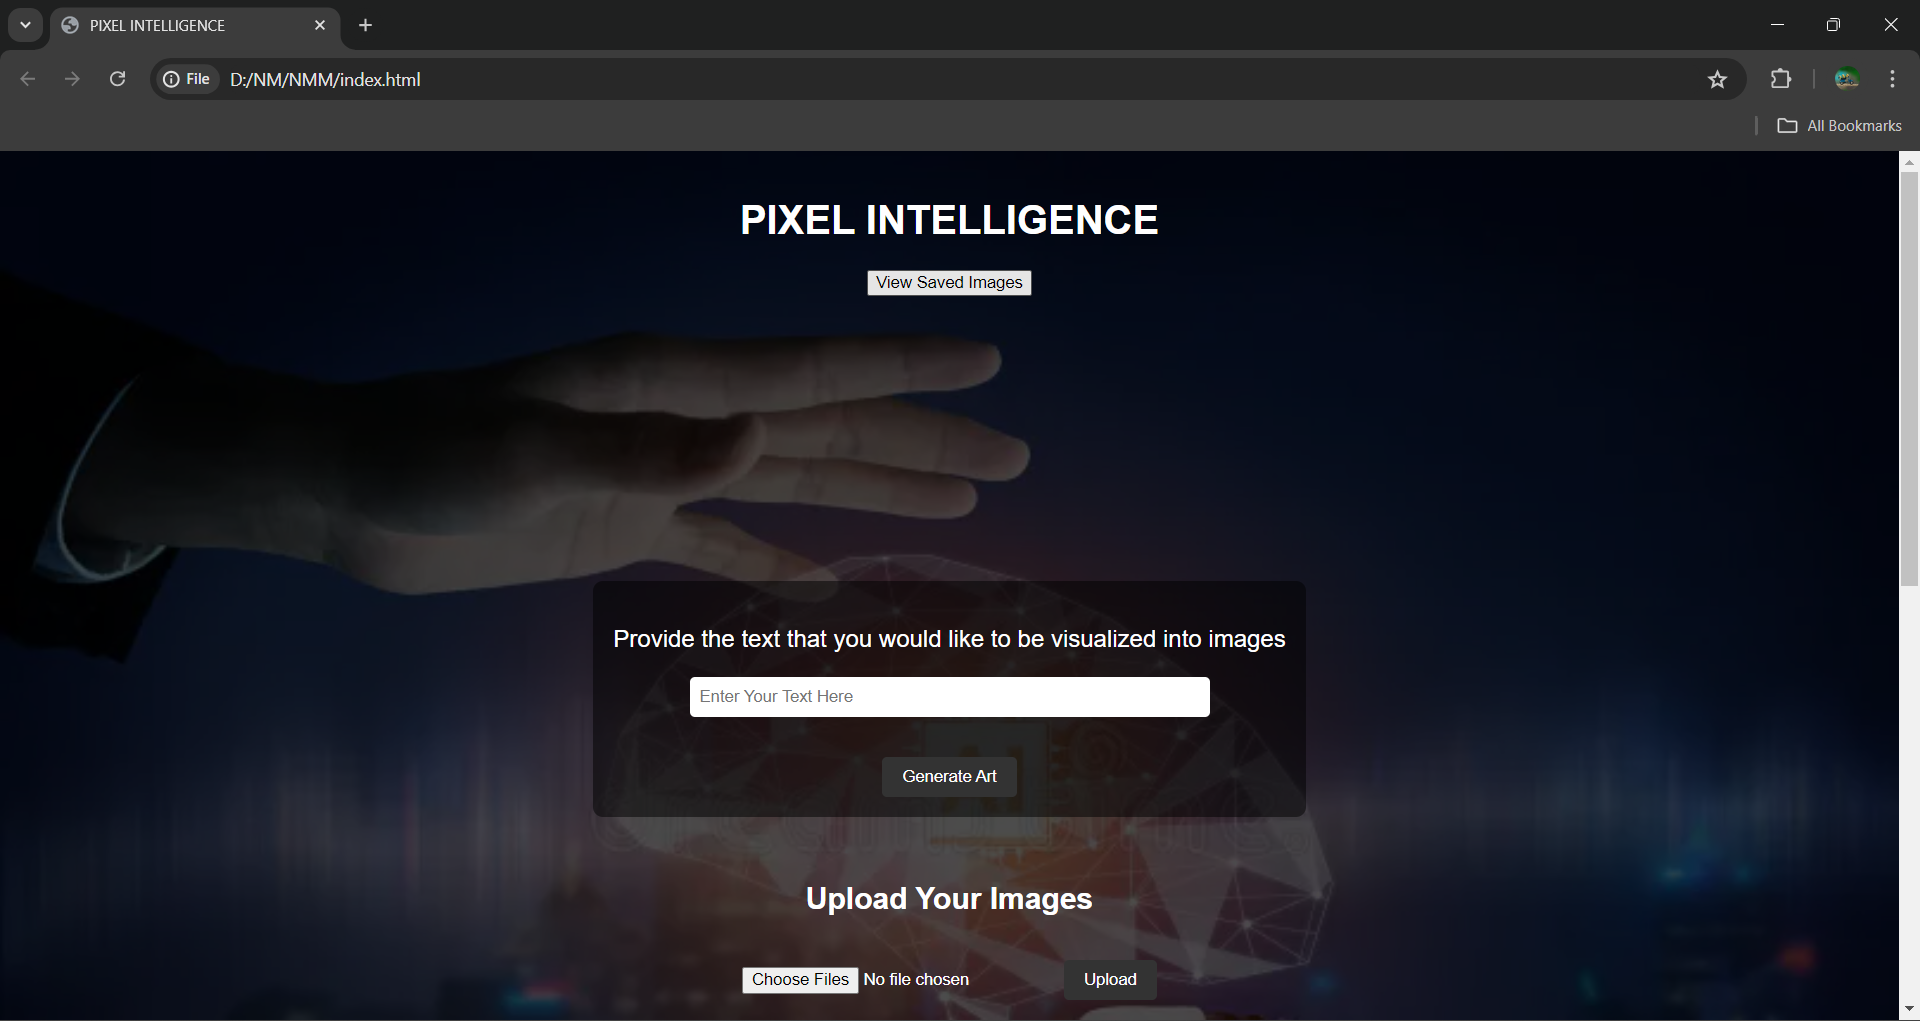 PIXEL INTELLIGENCE
File D:/NM/NMM/index.html
All Bookmarks
PIXEL INTELLIGENCE
View Saved Images
Provide the text that you would like to be visualized into images
Enter Your Text Here
AI
Generate Art
Upload Your Images
Choose Files No file chosen Upload